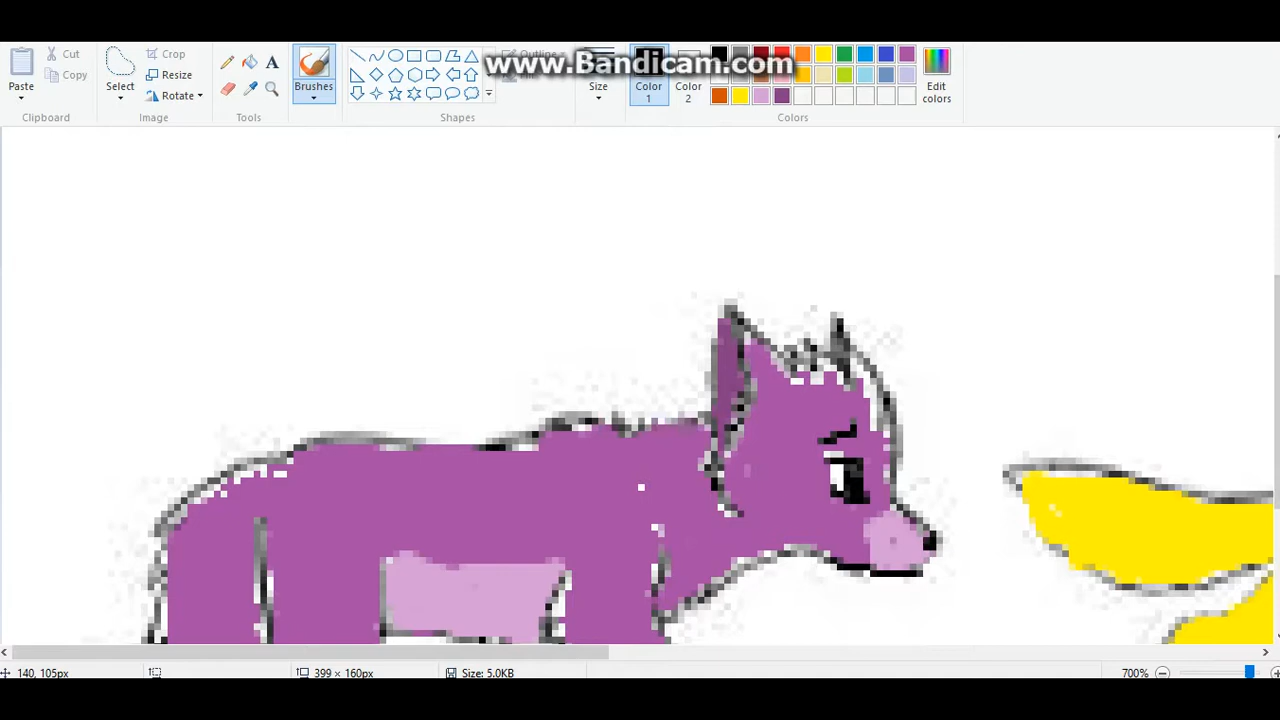 www.Bandicam.com
Cut
Crop
Outline
Copy
Resize
Paste
Select
Rotate
Brushes
Size
Color
1
Color
2
Edit
colors
Clipboard
Image
Tools
Shapes
Colors
140, 105px
399 × 160px
Size: 5.0KB
700%